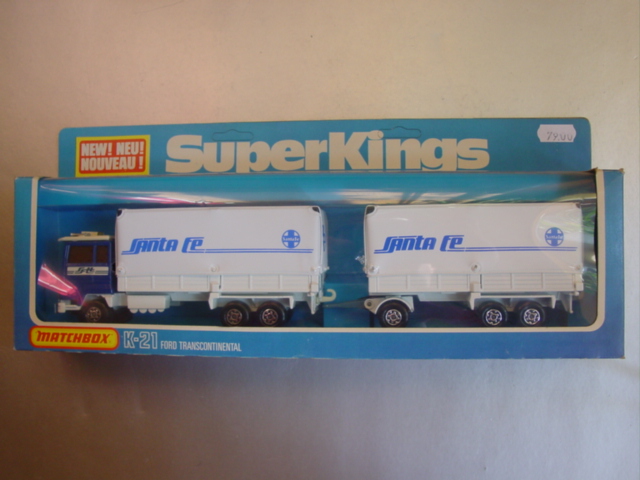 NEW! NEU!
NOUVEAU!
SuperKings
Santa Fe
Santa Fe
MATCHBOX
K-21 FORD TRANSCONTINENTAL